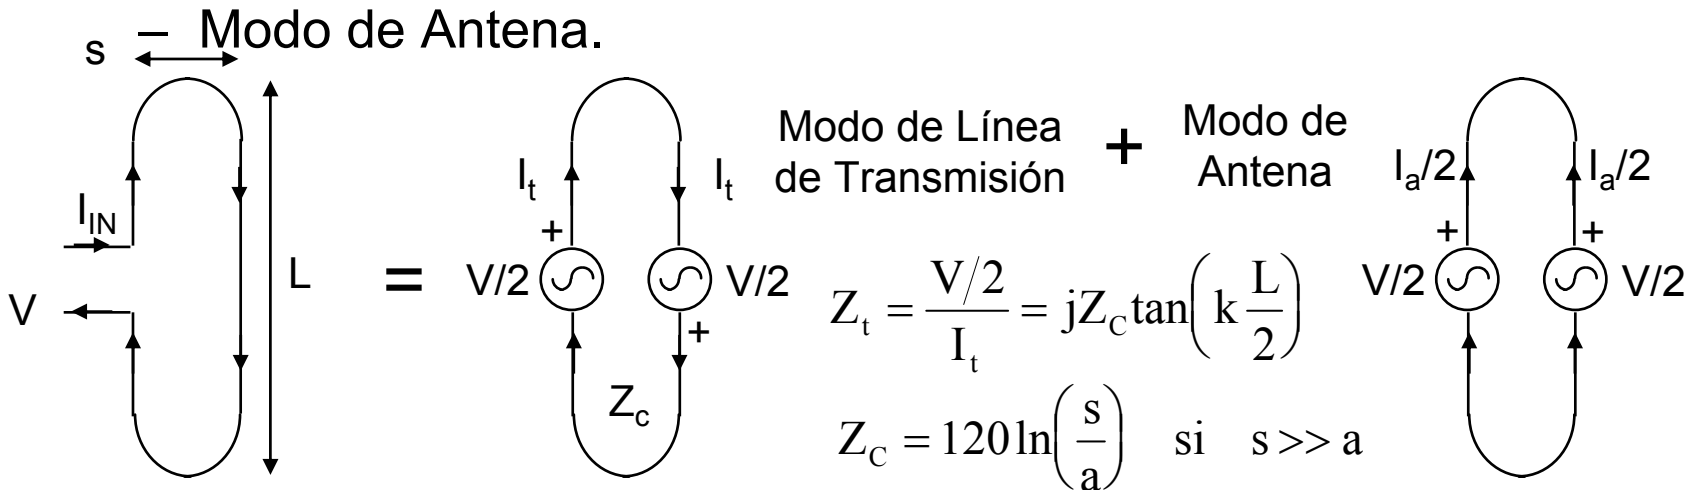 – Modo de Antena.
s
I_IN
V
L
=
V/2
I_t
+
I_t
V/2
+
Z_c
Modo de Línea
de Transmisión
+
Modo de
Antena
Z_t = (V/2)/I_t = jZ_C tan(k L/2)
Z_C = 120 ln(s/a) si s >> a
I_a/2
I_a/2
+
+
V/2
V/2